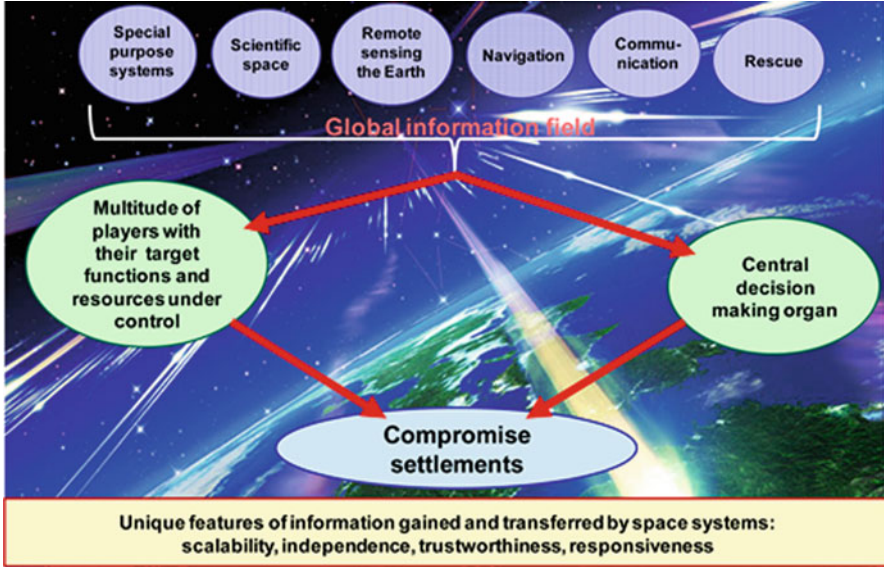 Special
purpose
systems
Scientific
space
Remote
sensing
the Earth
Navigation
Commu-
nication
Rescue
Global information field
Multitude of
players with
their target
functions and
resources under
control
Central
decision
making organ
Compromise
settlements
Unique features of information gained and transferred by space systems:
scalability, independence, trustworthiness, responsiveness